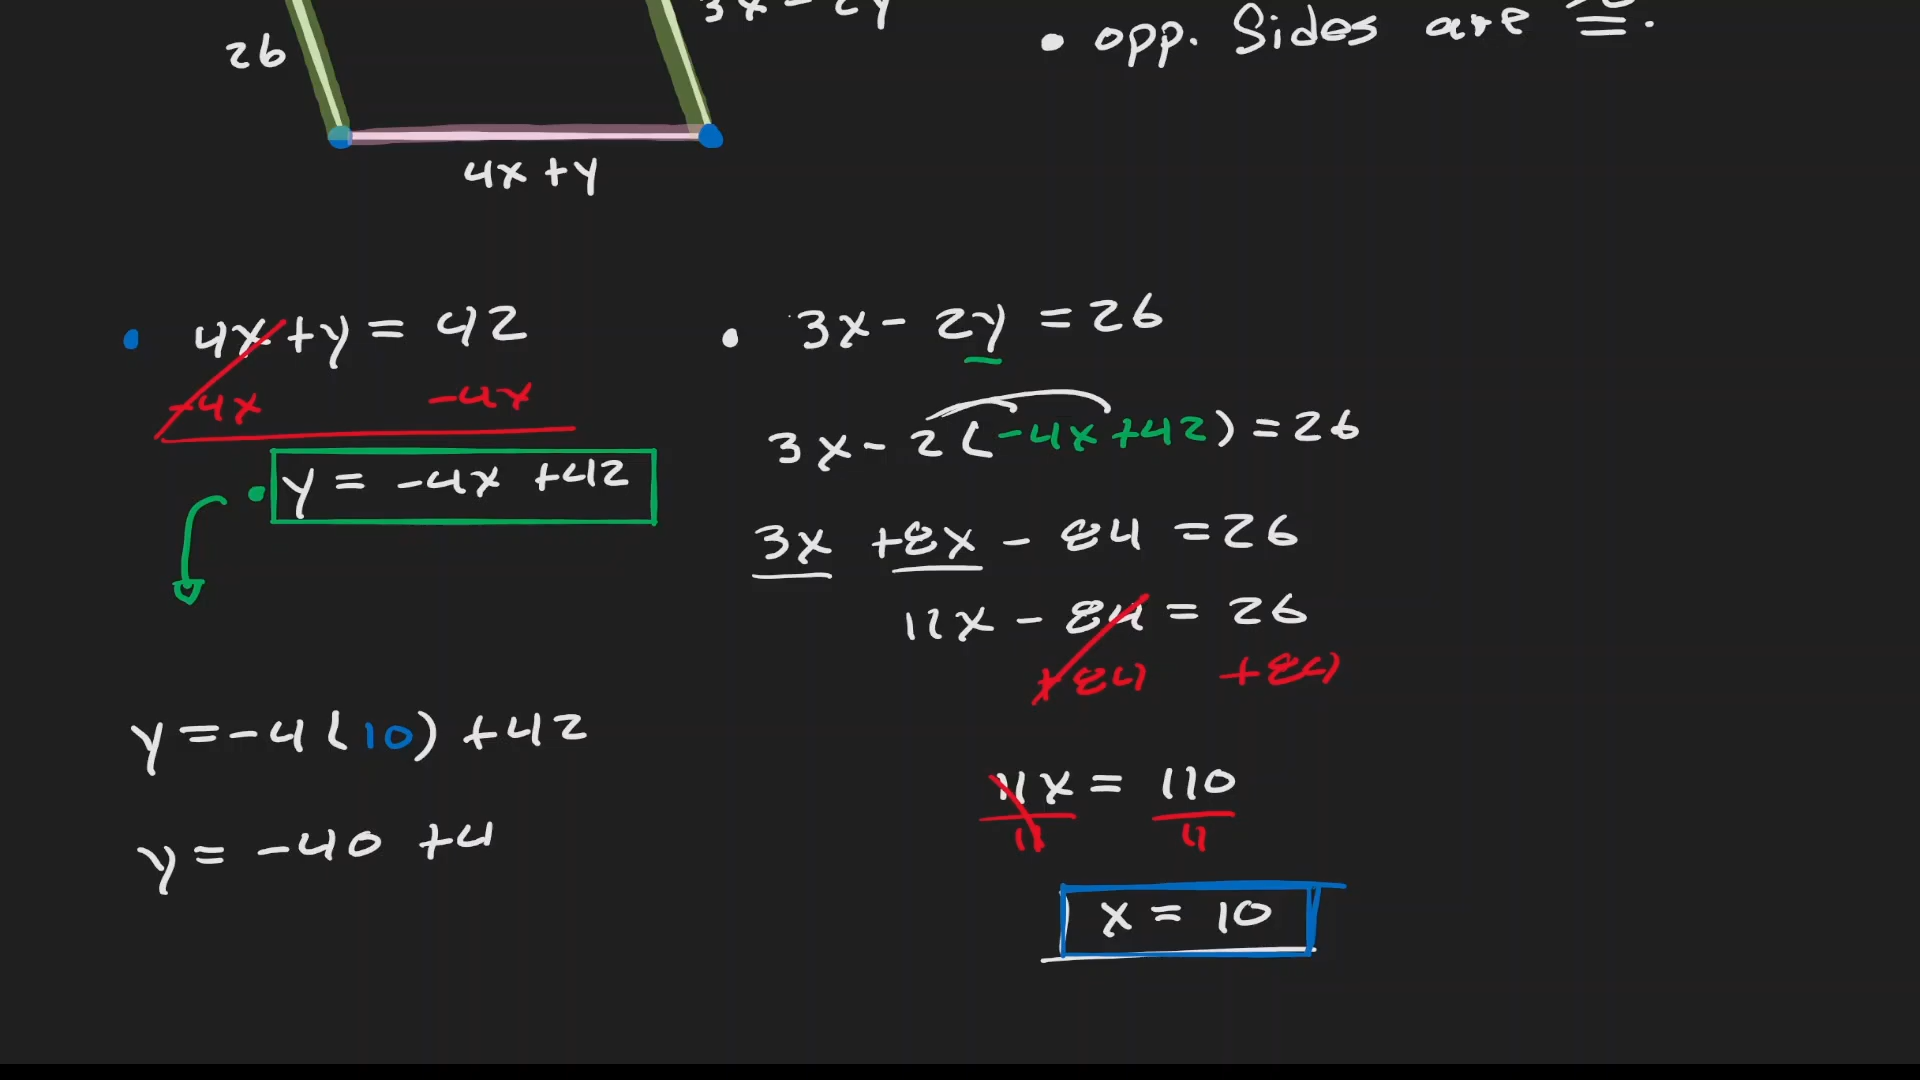 3x - 2y
• opp. Sides are ≅.
26
4x + y
• 4x + y = 42
-4x -4x
• y = -4x + 42
y = -4(10) + 42
y = -40 + 4
• 3x - 2y = 26
3x - 2(-4x + 42) = 26
3x + 8x - 84 = 26
11x - 84 = 26
+84 +84
11x = 110
11 11
x = 10